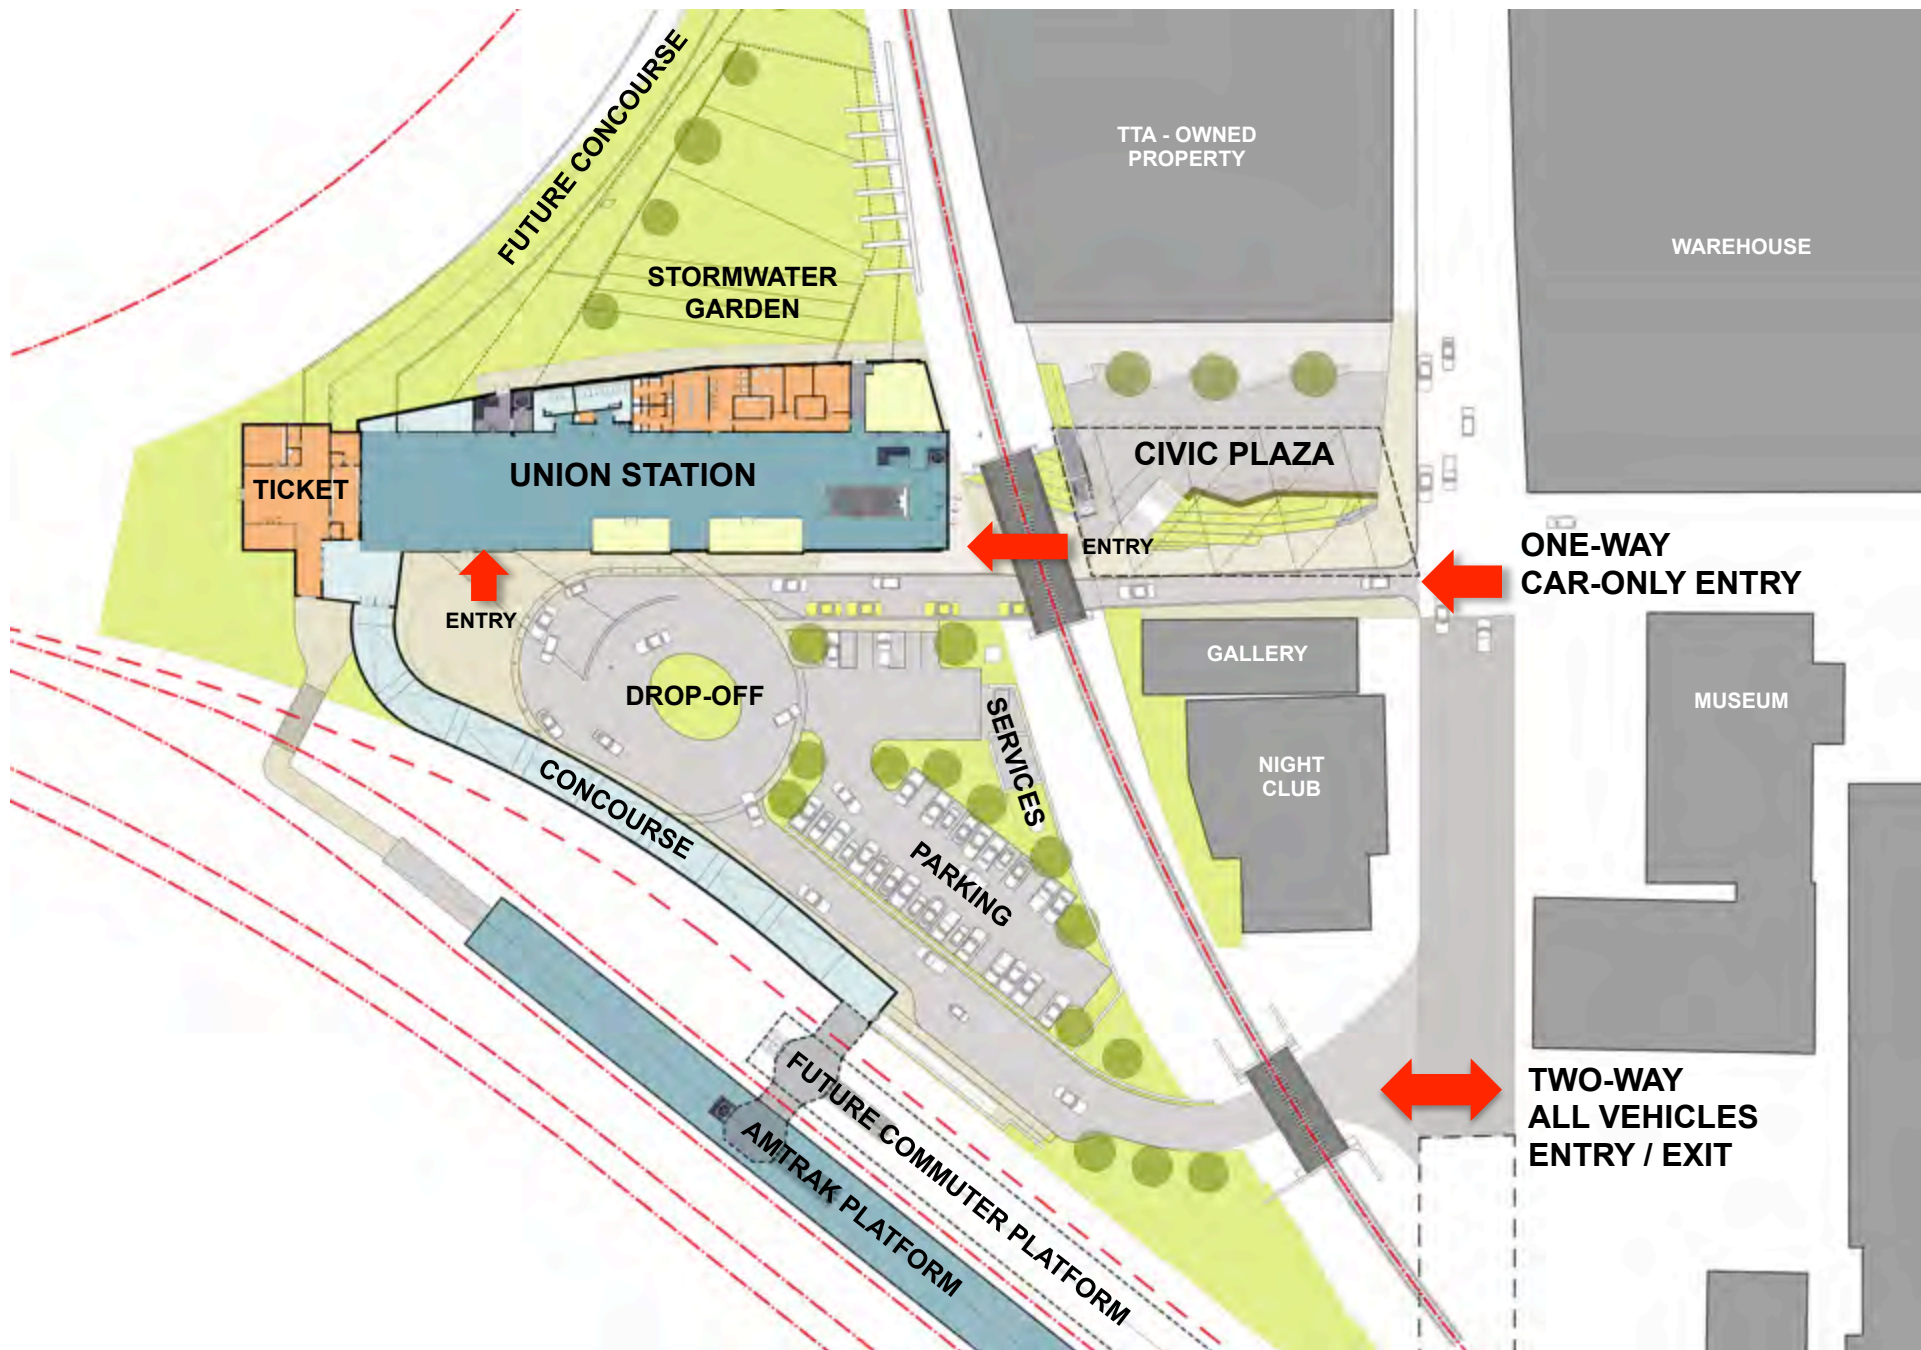 FUTURE CONCOURSE
TTA - OWNED
PROPERTY
WAREHOUSE
STORMWATER
GARDEN
CIVIC PLAZA
UNION STATION
TICKET
ENTRY
ONE-WAY
CAR-ONLY ENTRY
ENTRY
GALLERY
DROP-OFF
SERVICES
MUSEUM
NIGHT
CLUB
CONCOURSE
PARKING
TWO-WAY
ALL VEHICLES
ENTRY / EXIT
FUTURE COMMUTER PLATFORM
AMTRAK PLATFORM